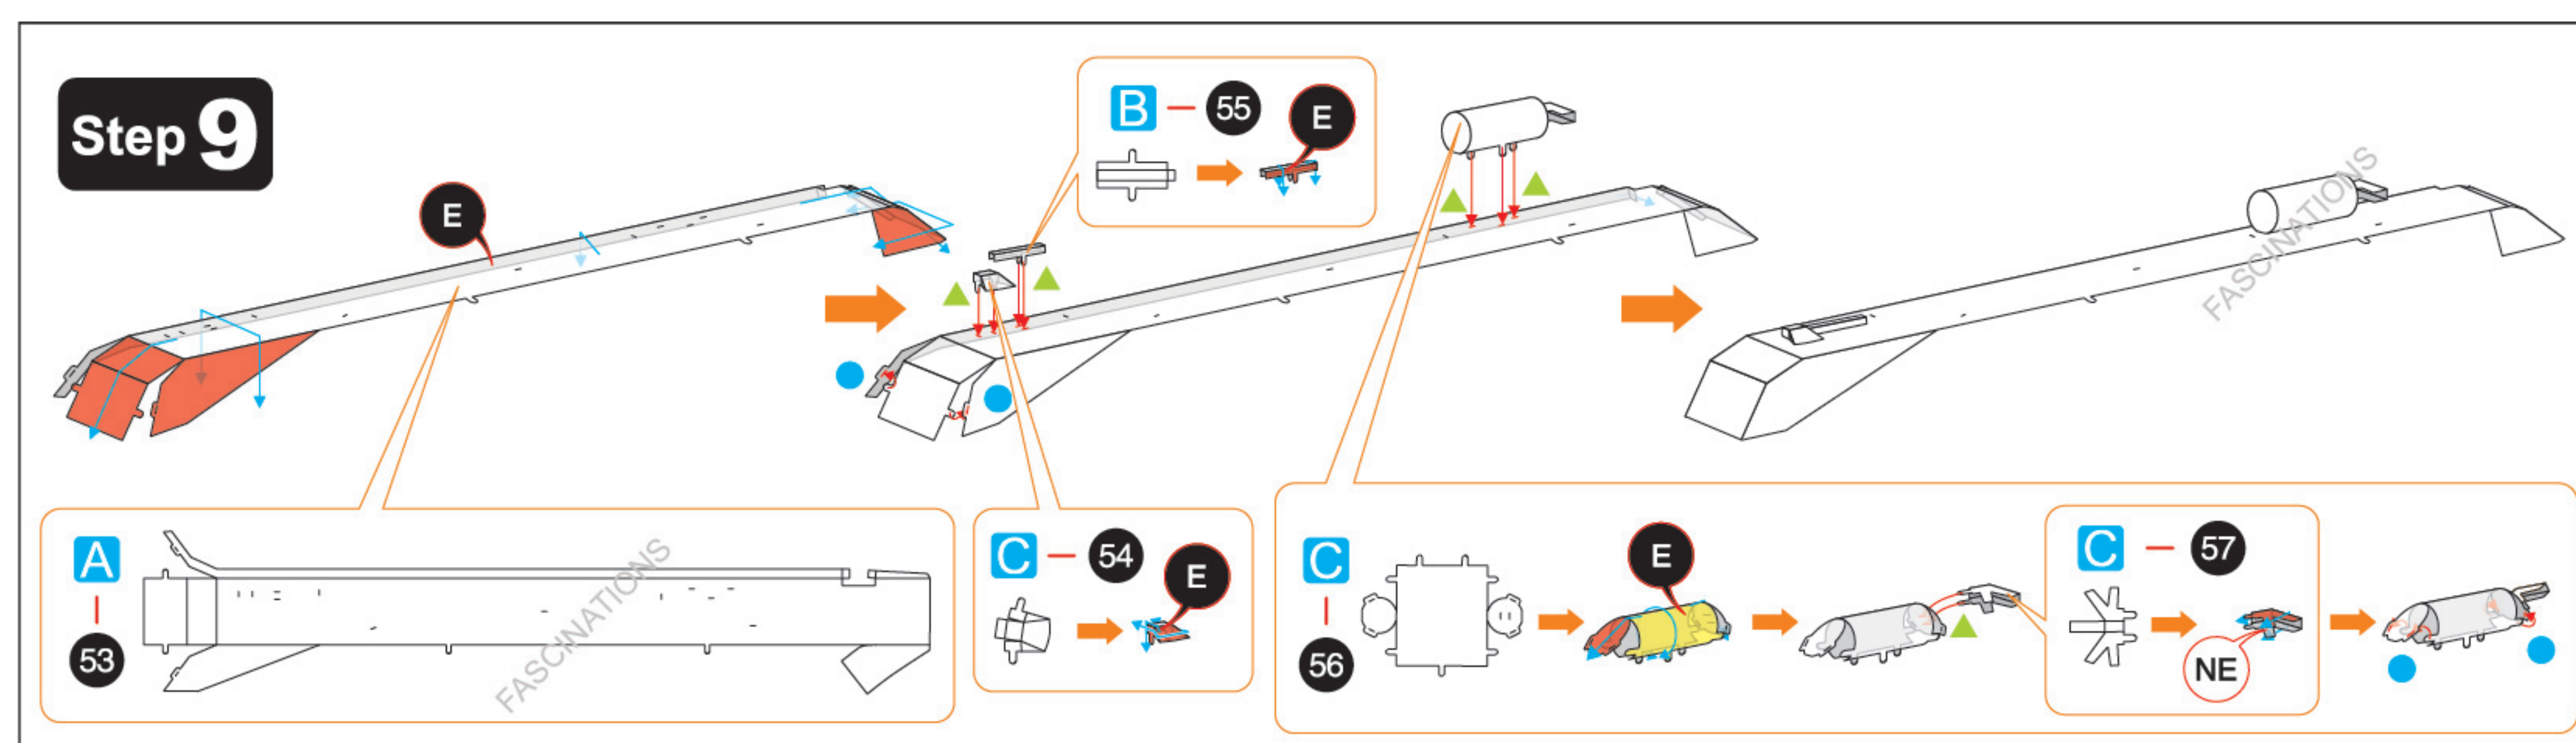 Step 9
E
B — 55
E
A
53
C — 54
E
C
56
E
C — 57
NE
FASCINATIONS
FASCINATIONS